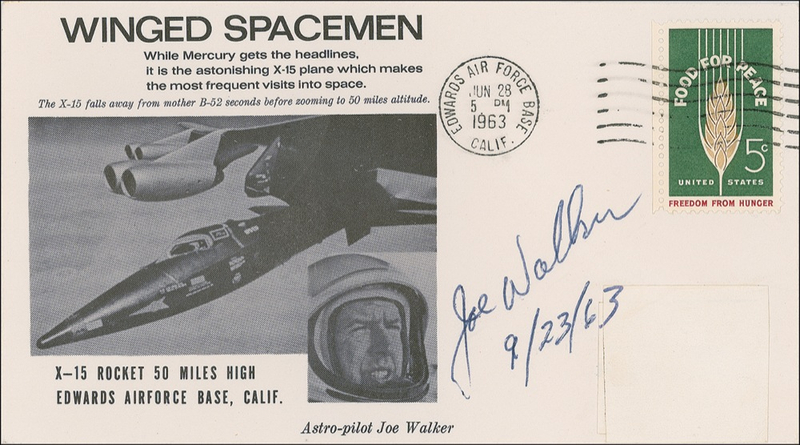 WINGED SPACEMEN
While Mercury gets the headlines,
it is the astonishing X-15 plane which makes
the most frequent visits into space.
The X-15 falls away from mother B-52 seconds before zooming to 50 miles altitude.
X-15 ROCKET 50 MILES HIGH
EDWARDS AIRFORCE BASE, CALIF.
Astro-pilot Joe Walker
EDWARDS AIR FORCE BASE
JUN 28
5 PM
1963
CALIF.
FOOD FOR PEACE
5c
UNITED STATES
FREEDOM FROM HUNGER
Joe Walker
9/23/63